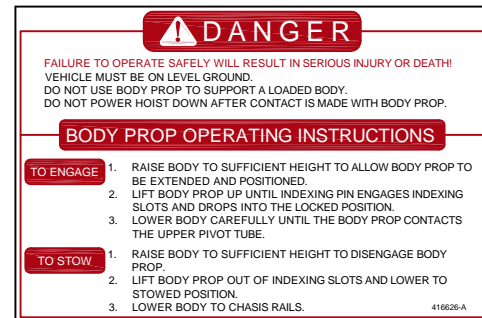 DANGER
FAILURE TO OPERATE SAFELY WILL RESULT IN SERIOUS INJURY OR DEATH!
VEHICLE MUST BE ON LEVEL GROUND.
DO NOT USE BODY PROP TO SUPPORT A LOADED BODY.
DO NOT POWER HOIST DOWN AFTER CONTACT IS MADE WITH BODY PROP.
BODY PROP OPERATING INSTRUCTIONS
TO ENGAGE
1. RAISE BODY TO SUFFICIENT HEIGHT TO ALLOW BODY PROP TO
BE EXTENDED AND POSITIONED.
2. LIFT BODY PROP UP UNTIL INDEXING PIN ENGAGES INDEXING
SLOTS AND DROPS INTO THE LOCKED POSITION.
3. LOWER BODY CAREFULLY UNTIL THE BODY PROP CONTACTS
THE UPPER PIVOT TUBE.
TO STOW
1. RAISE BODY TO SUFFICIENT HEIGHT TO DISENGAGE BODY
PROP.
2. LIFT BODY PROP OUT OF INDEXING SLOTS AND LOWER TO
STOWED POSITION.
3. LOWER BODY TO CHASIS RAILS.
416626-A